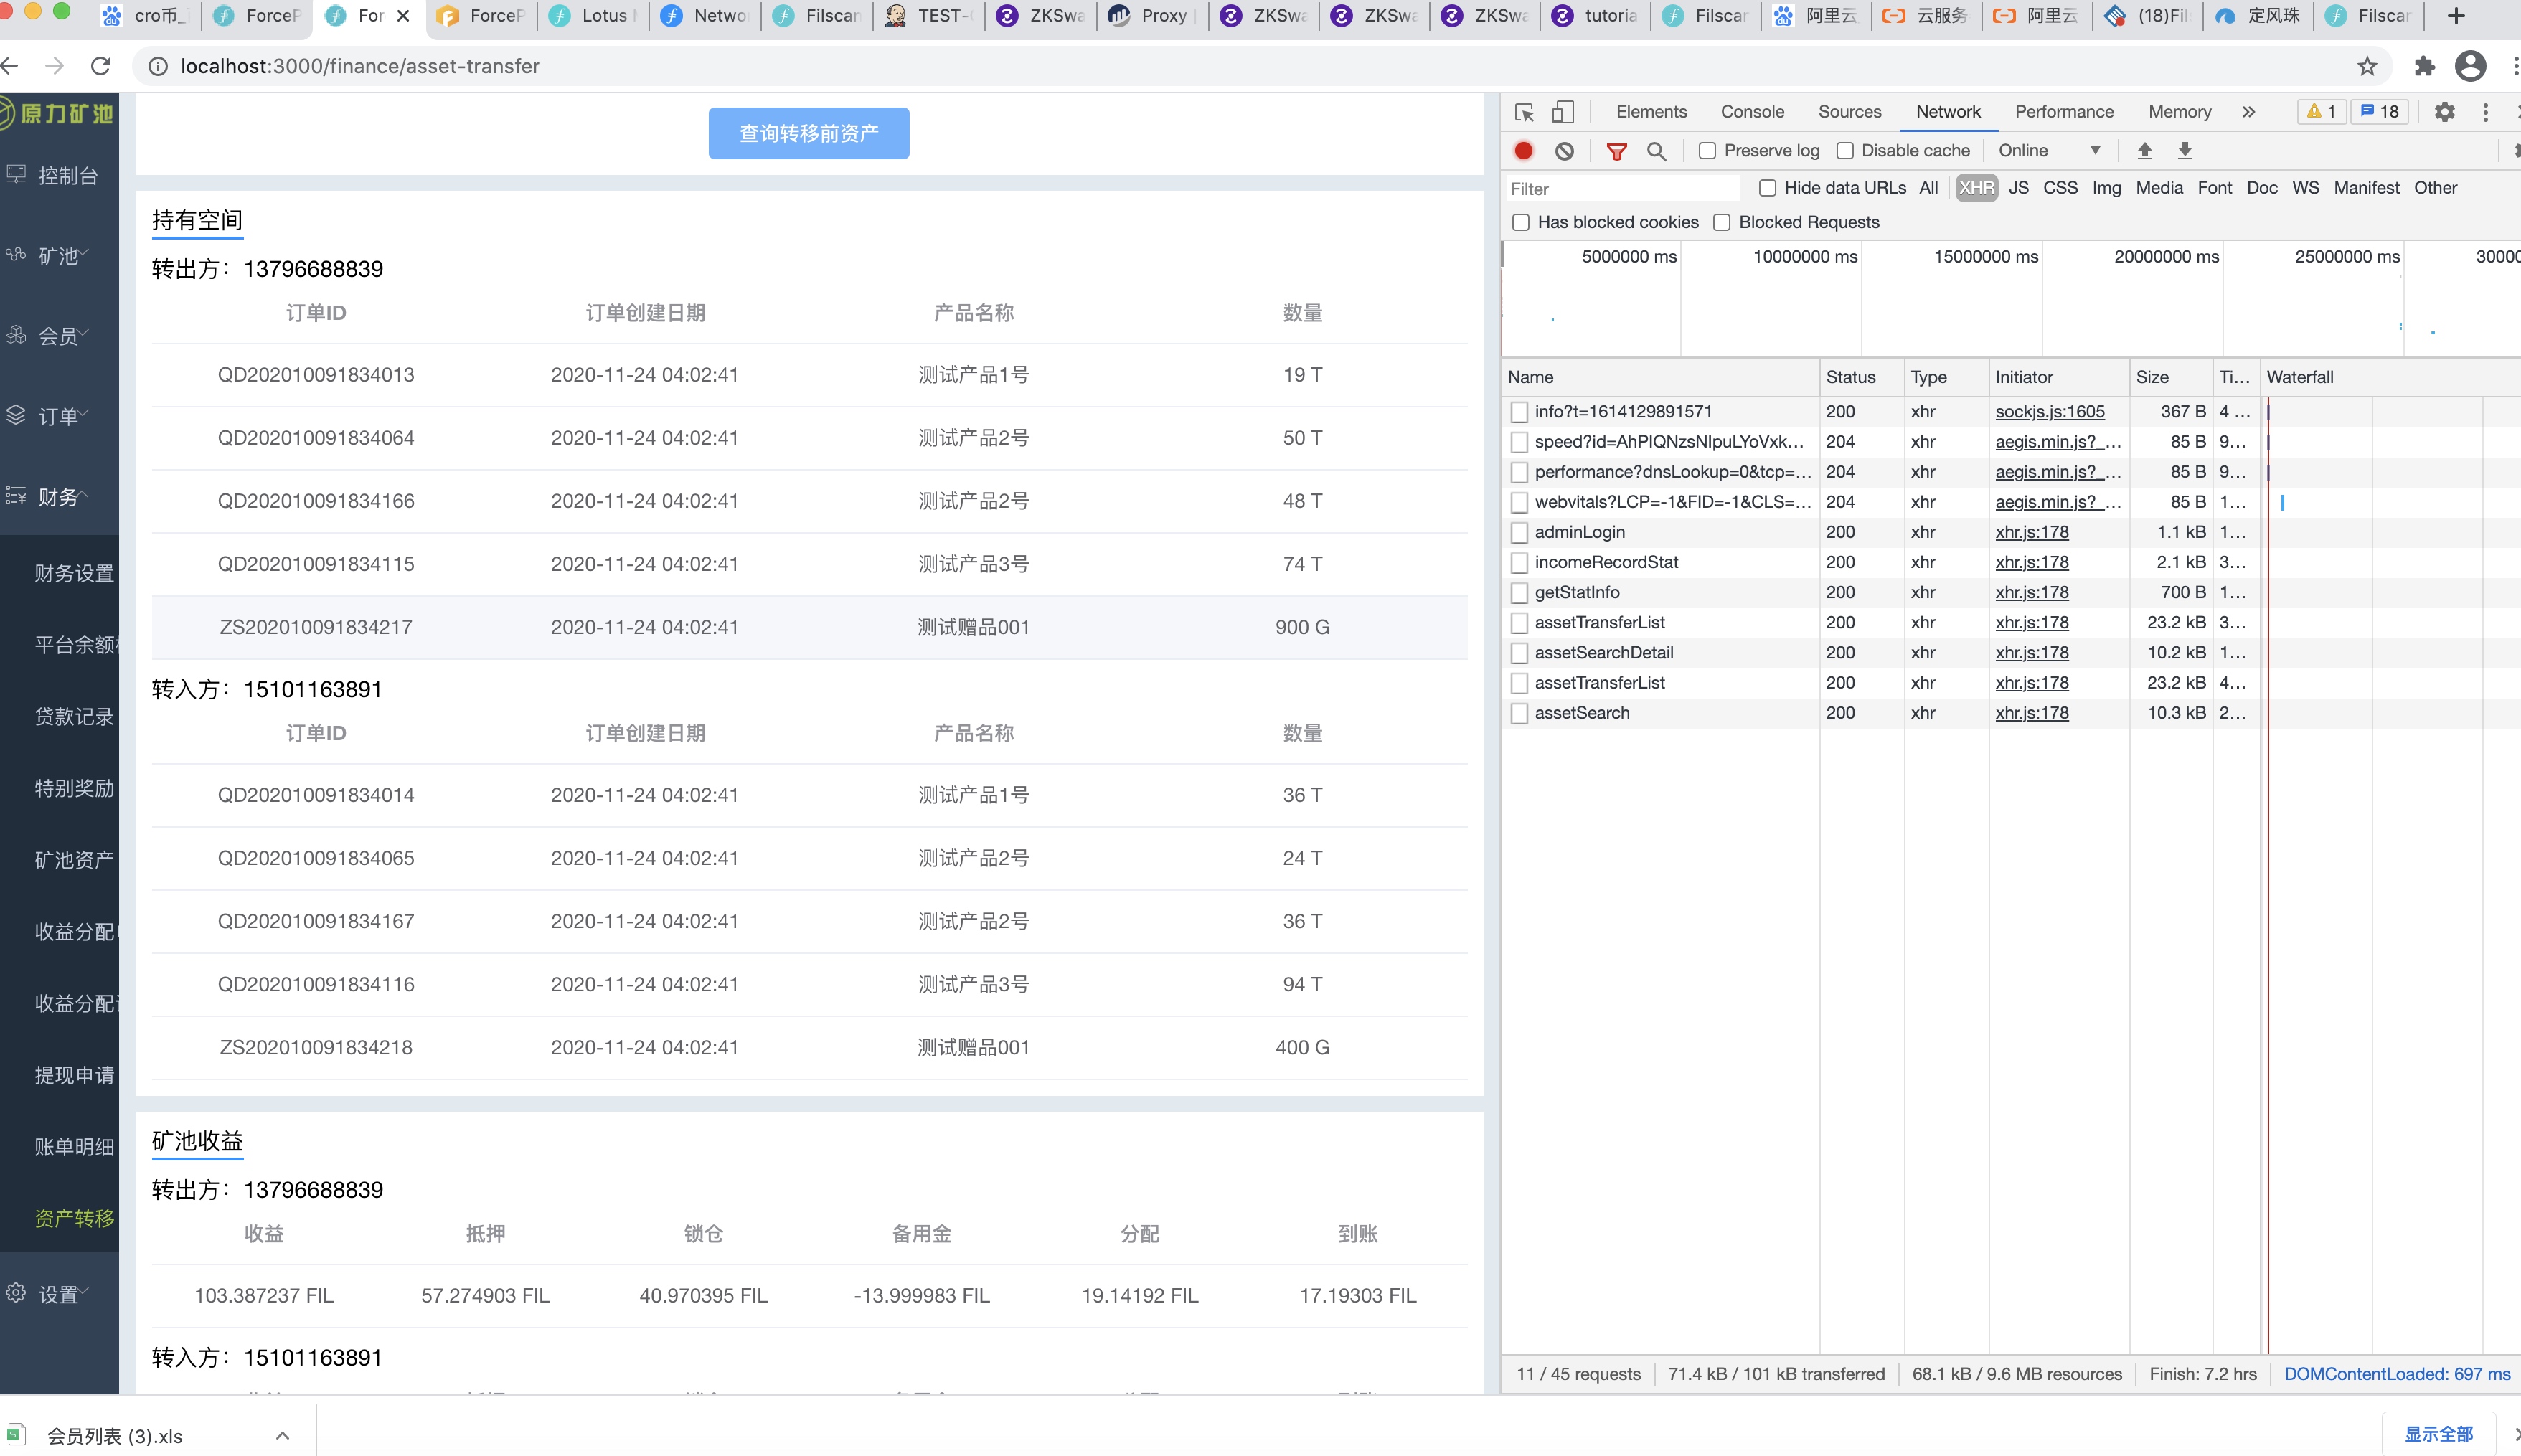 cro币_
ForceP
For
ForceP
Lotus
Netwo
Filscan
TEST-
ZKSwa
Proxy
ZKSwa
ZKSwa
ZKSwa
tutoria
Filscar
阿里云
云服务
阿里云
(18)Fil
定风珠
Filscar
localhost:3000/finance/asset-transfer
原力矿池
控制台
矿池
会员
订单
财务
财务设置
平台余额
贷款记录
特别奖励
矿池资产
收益分配
收益分配
提现申请
账单明细
资产转移
设置
查询转移前资产
持有空间
转出方：13796688839
订单ID 订单创建日期 产品名称 数量
QD202010091834013 2020-11-24 04:02:41 测试产品1号 19 T
QD202010091834064 2020-11-24 04:02:41 测试产品2号 50 T
QD202010091834166 2020-11-24 04:02:41 测试产品2号 48 T
QD202010091834115 2020-11-24 04:02:41 测试产品3号 74 T
ZS202010091834217 2020-11-24 04:02:41 测试赠品001 900 G
转入方：15101163891
订单ID 订单创建日期 产品名称 数量
QD202010091834014 2020-11-24 04:02:41 测试产品1号 36 T
QD202010091834065 2020-11-24 04:02:41 测试产品2号 24 T
QD202010091834167 2020-11-24 04:02:41 测试产品2号 36 T
QD202010091834116 2020-11-24 04:02:41 测试产品3号 94 T
ZS202010091834218 2020-11-24 04:02:41 测试赠品001 400 G
矿池收益
转出方：13796688839
收益 抵押 锁仓 备用金 分配 到账
103.387237 FIL 57.274903 FIL 40.970395 FIL -13.999983 FIL 19.14192 FIL 17.19303 FIL
转入方：15101163891
Elements Console Sources Network Performance Memory 1 18
Preserve log Disable cache Online
Filter Hide data URLs All XHR JS CSS Img Media Font Doc WS Manifest Other
Has blocked cookies Blocked Requests
5000000 ms 10000000 ms 15000000 ms 20000000 ms 25000000 ms 30000
Name Status Type Initiator Size Ti... Waterfall
info?t=1614129891571 200 xhr sockjs.js:1605 367 B 4 ...
speed?id=AhPIQNzsNIpuLYoVxk... 204 xhr aegis.min.js?_... 85 B 9...
performance?dnsLookup=0&tcp=... 204 xhr aegis.min.js?_... 85 B 9...
webvitals?LCP=-1&FID=-1&CLS=... 204 xhr aegis.min.js?_... 85 B 1...
adminLogin 200 xhr xhr.js:178 1.1 kB 1...
incomeRecordStat 200 xhr xhr.js:178 2.1 kB 3...
getStatInfo 200 xhr xhr.js:178 700 B 1...
assetTransferList 200 xhr xhr.js:178 23.2 kB 3...
assetSearchDetail 200 xhr xhr.js:178 10.2 kB 1...
assetTransferList 200 xhr xhr.js:178 23.2 kB 4...
assetSearch 200 xhr xhr.js:178 10.3 kB 2...
11 / 45 requests 71.4 kB / 101 kB transferred 68.1 kB / 9.6 MB resources Finish: 7.2 hrs DOMContentLoaded: 697 ms
会员列表 (3).xls
显示全部